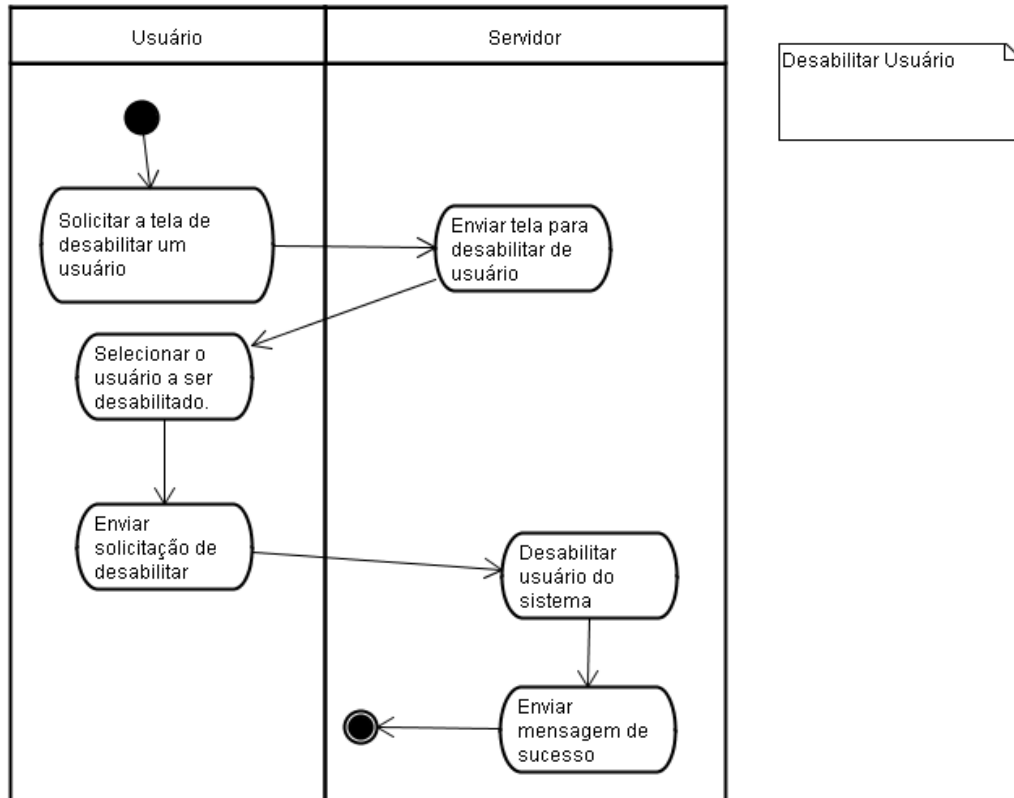 Usuário
Servidor
Desabilitar Usuário
Solicitar a tela de
desabilitar um
usuário
Enviar tela para
desabilitar de
usuário
Selecionar o
usuário a ser
desabilitado.
Enviar
solicitação de
desabilitar
Desabilitar
usuário do
sistema
Enviar
mensagem de
sucesso